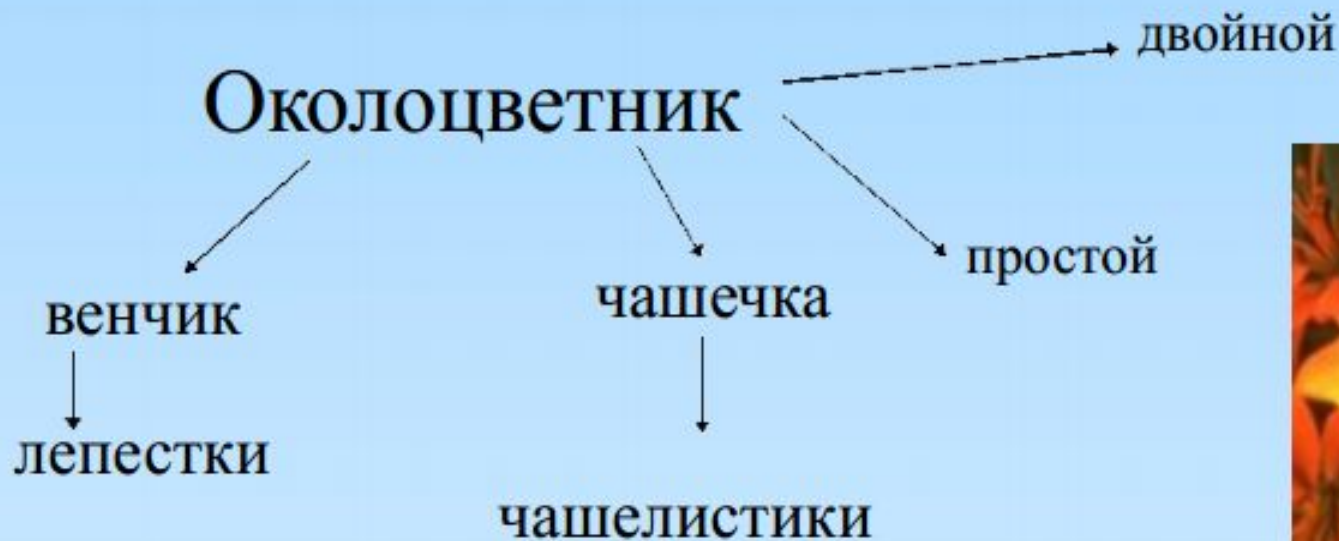 двойной
Околоцветник
простой
венчик
чашечка
лепестки
чашелистики